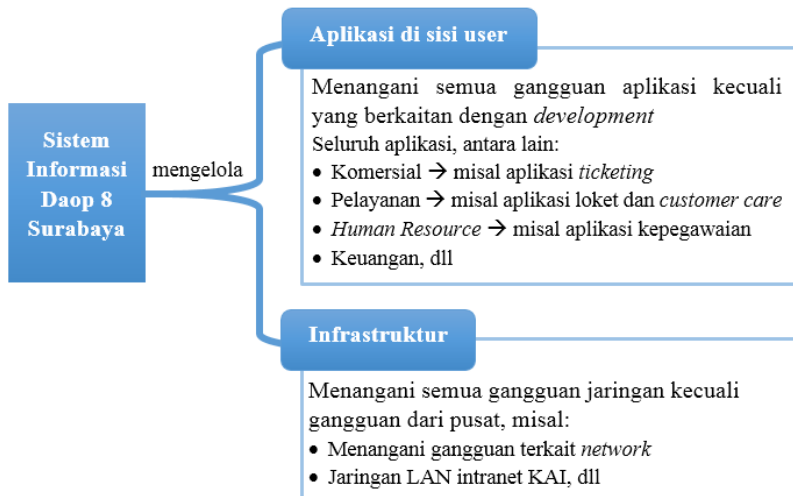 Sistem
Informasi
Daop 8
Surabaya
mengelola
Aplikasi di sisi user
Menangani semua gangguan aplikasi kecuali
yang berkaitan dengan development
Seluruh aplikasi, antara lain:
• Komersial → misal aplikasi ticketing
• Pelayanan → misal aplikasi loket dan customer care
• Human Resource → misal aplikasi kepegawaian
• Keuangan, dll
Infrastruktur
Menangani semua gangguan jaringan kecuali
gangguan dari pusat, misal:
• Menangani gangguan terkait network
• Jaringan LAN intranet KAI, dll